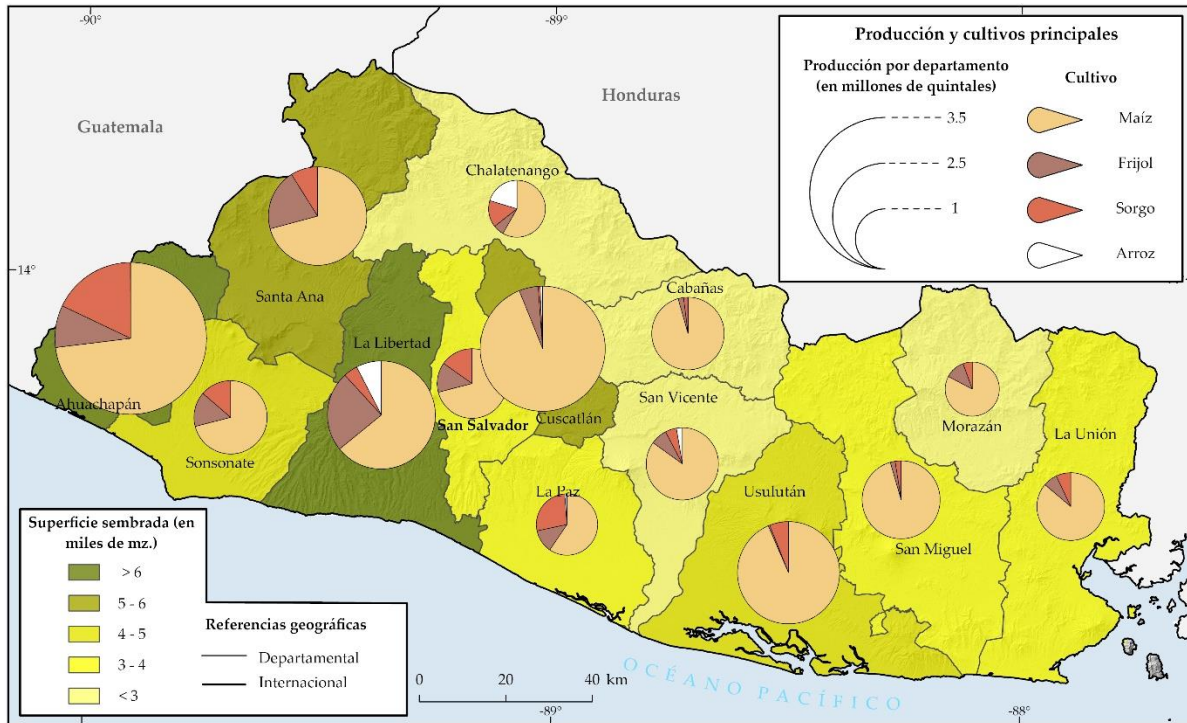 -90°
-89°
Guatemala
Honduras
14°
Producción y cultivos principales
Producción por departamento
(en millones de quintales)
Cultivo
3.5
2.5
1
Maíz
Frijol
Sorgo
Arroz
Chalatenango
Santa Ana
Cabañas
La Libertad
Ahuachapán
Cuscatlán
San Vicente
San Salvador
Morazán
La Unión
Sonsonate
La Paz
Usulután
San Miguel
Superficie sembrada (en
miles de mz.)
> 6
5 - 6
4 - 5
3 - 4
< 3
Referencias geográficas
Departamental
Internacional
0 20 40 km
OCÉANO PACÍFICO
-90°
-89°
-88°